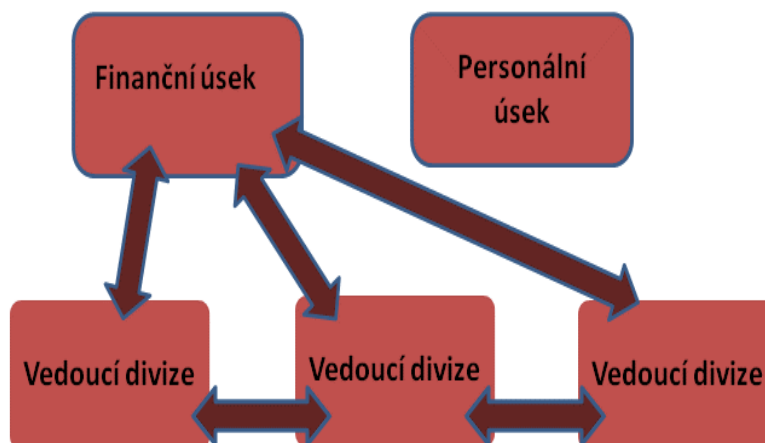 Finanční úsek
Personální
úsek
Vedoucí divize
Vedoucí divize
Vedoucí divize